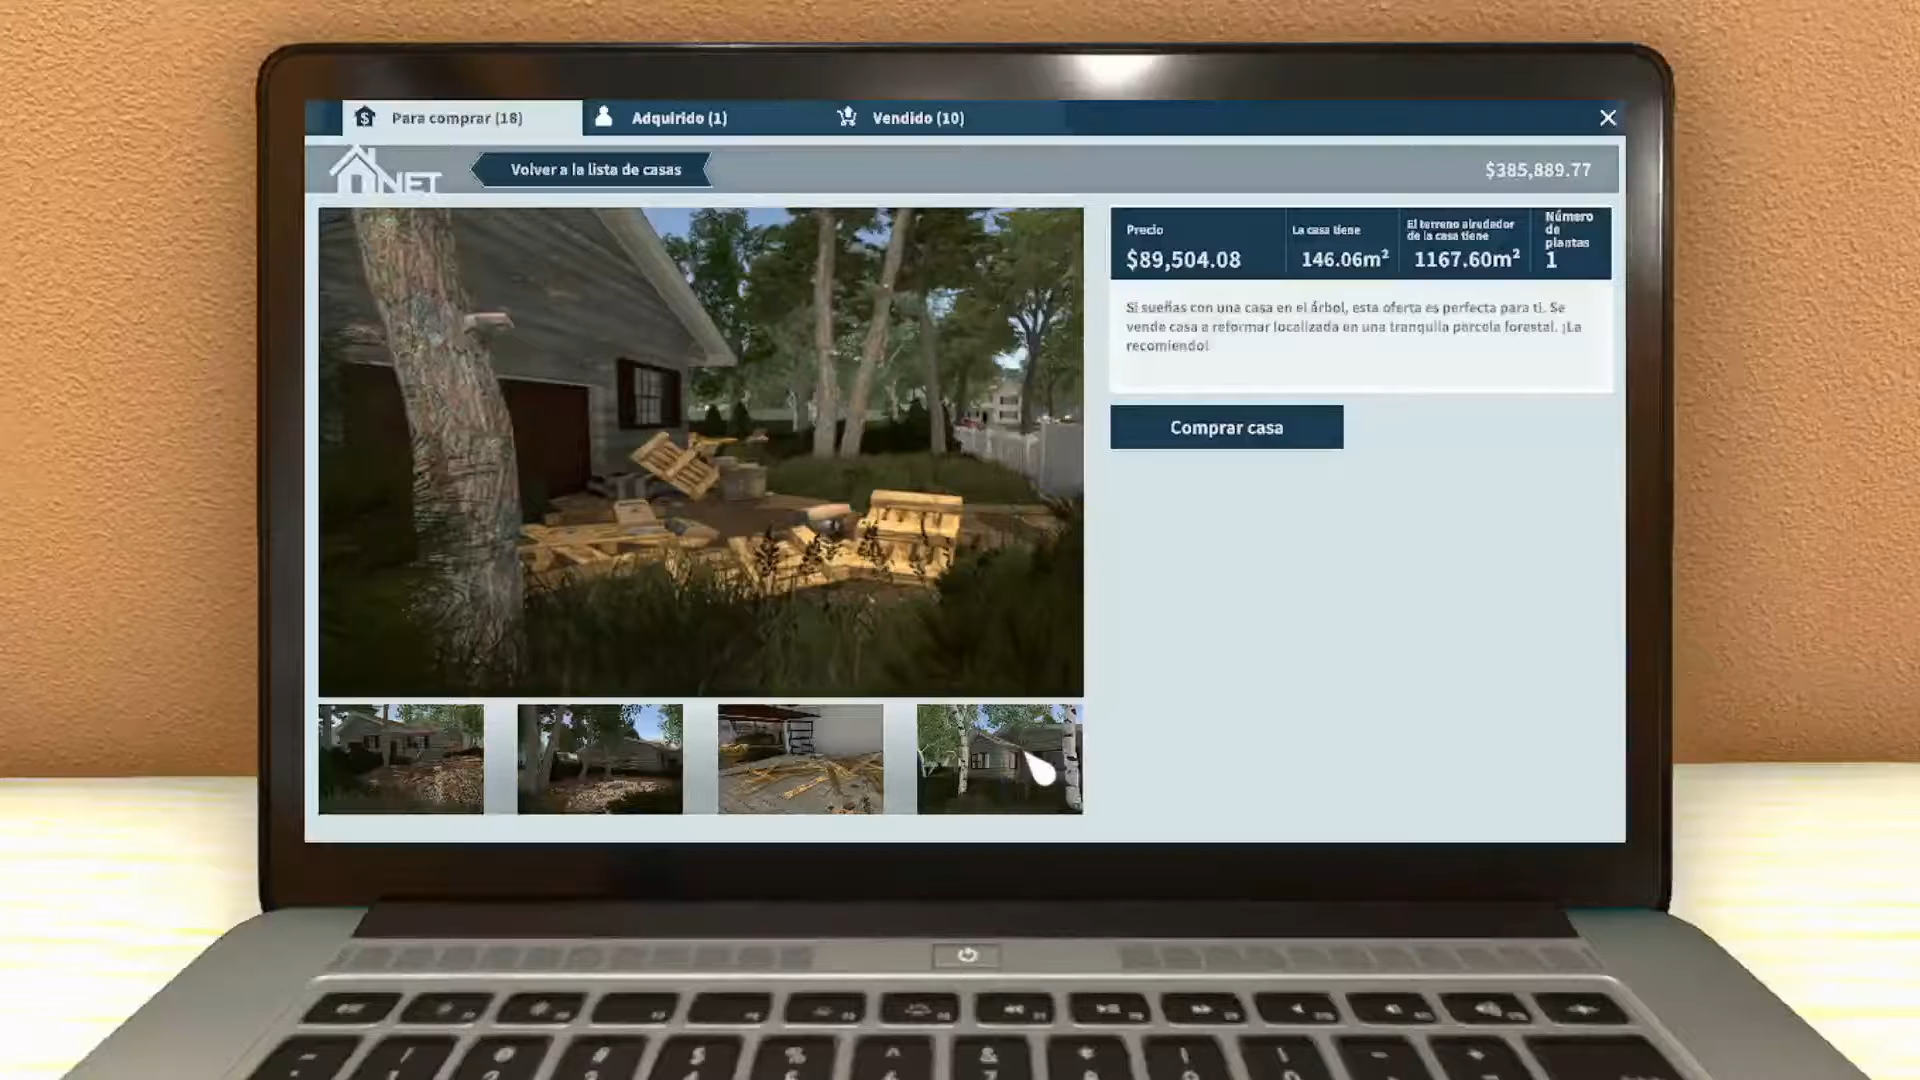 Para comprar (18)
Adquirido (1)
Vendido (10)
NET
Volver a la lista de casas
$385,889.77
Precio
$89,504.08
La casa tiene
146.06m²
El terreno alrededor
de la casa tiene
1167.60m²
Número
de
plantas
1
Si sueñas con una casa en el árbol, esta oferta es perfecta para ti. Se
vende casa a reformar localizada en una tranquila parcela forestal. ¡La
recomiendo!
Comprar casa